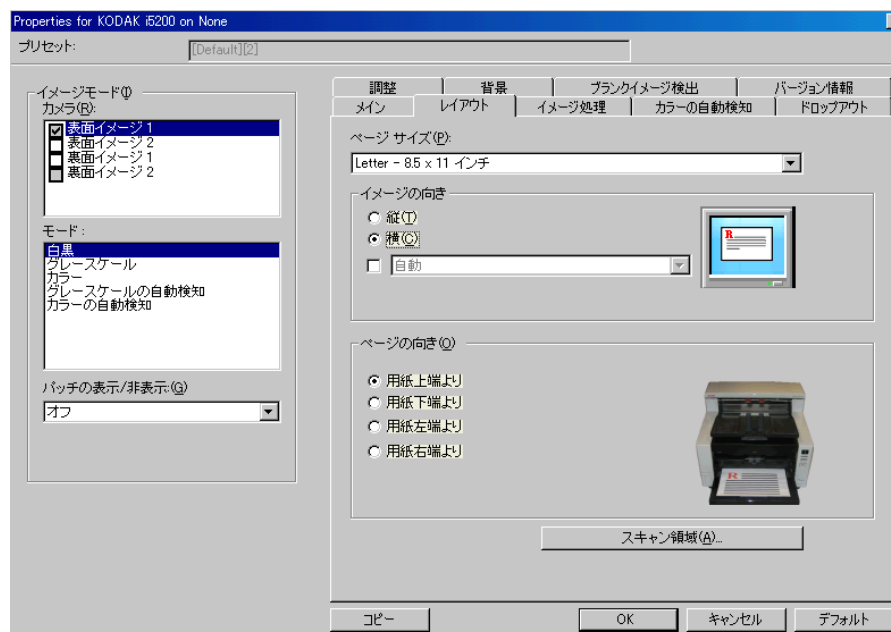 Properties for KODAK i5200 on None
プリセット:
[Default][2]
イメージモード(I)
カメラ(R):
表面イメージ 1
表面イメージ 2
裏面イメージ 1
裏面イメージ 2
モード:
白黒
グレースケール
カラー
グレースケールの自動検知
カラーの自動検知
パッチの表示/非表示:(G)
オフ
調整
背景
ブランクイメージ検出
バージョン情報
メイン
レイアウト
イメージ処理
カラーの自動検知
ドロップアウト
ページ サイズ(P):
Letter - 8.5 x 11 インチ
イメージの向き
縦(T)
横(C)
自動
R
ページの向き(O)
用紙上端より
用紙下端より
用紙左端より
用紙右端より
R
スキャン領域(A)...
コピー
OK
キャンセル
デフォルト